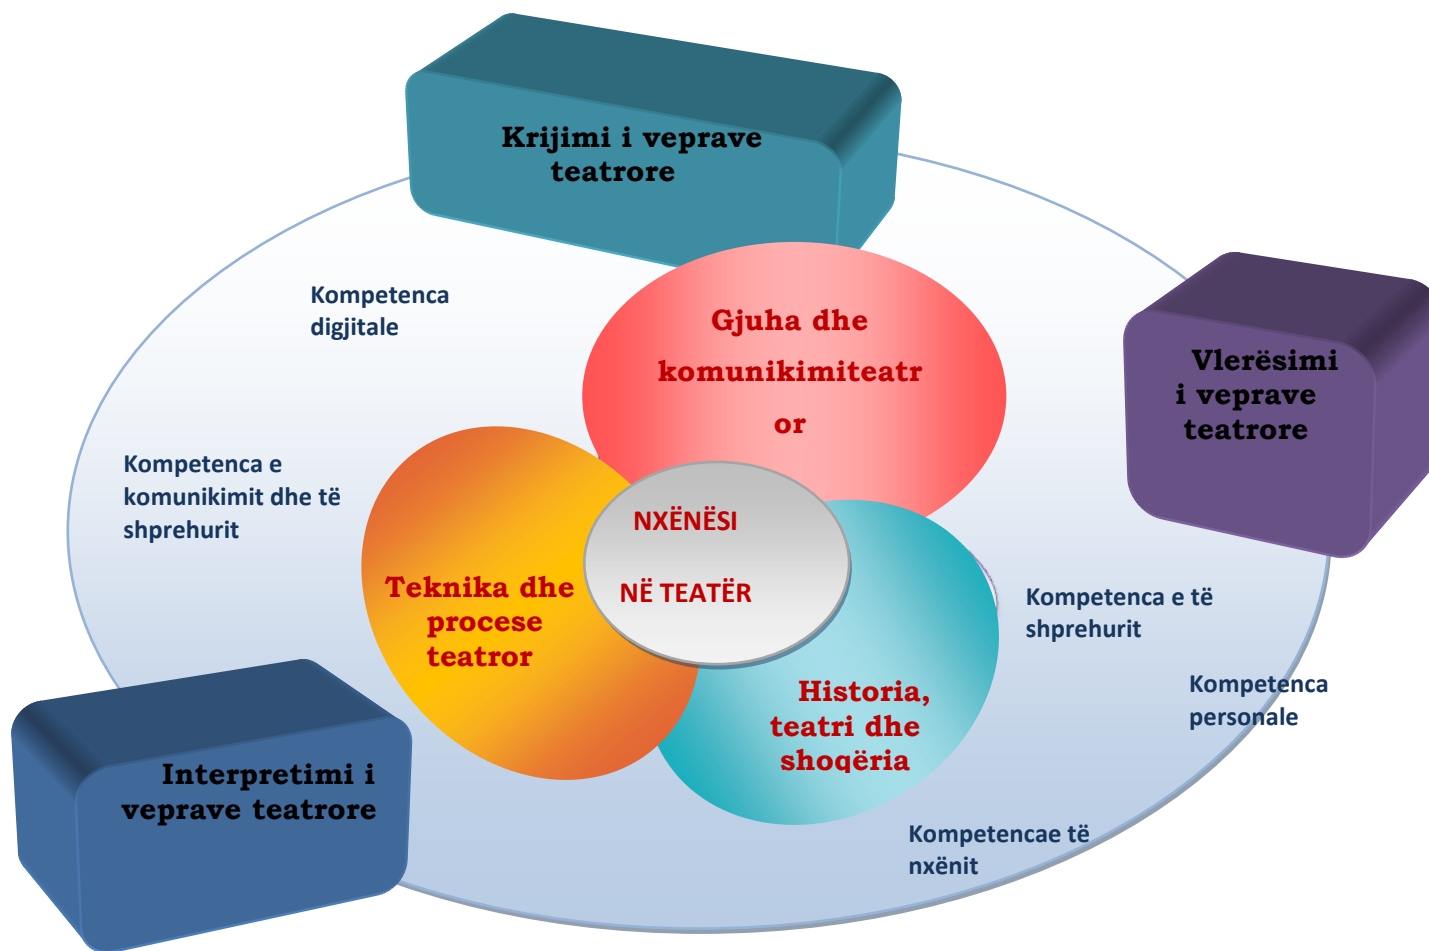 Krijimi i veprave
teatrore
Kompetenca
digjitale
Gjuha dhe
komunikimiteatr
or
Vlerësimi
i veprave
teatrore
Kompetenca e
komunikimit dhe të
shprehurit
NXËNËSI
NË TEATËR
Teknika dhe
procese
teatror
Kompetenca e të
shprehurit
Historia,
teatri dhe
shoqëria
Kompetenca
personale
Interpretimi i
veprave teatrore
Kompetencae të
nxënit